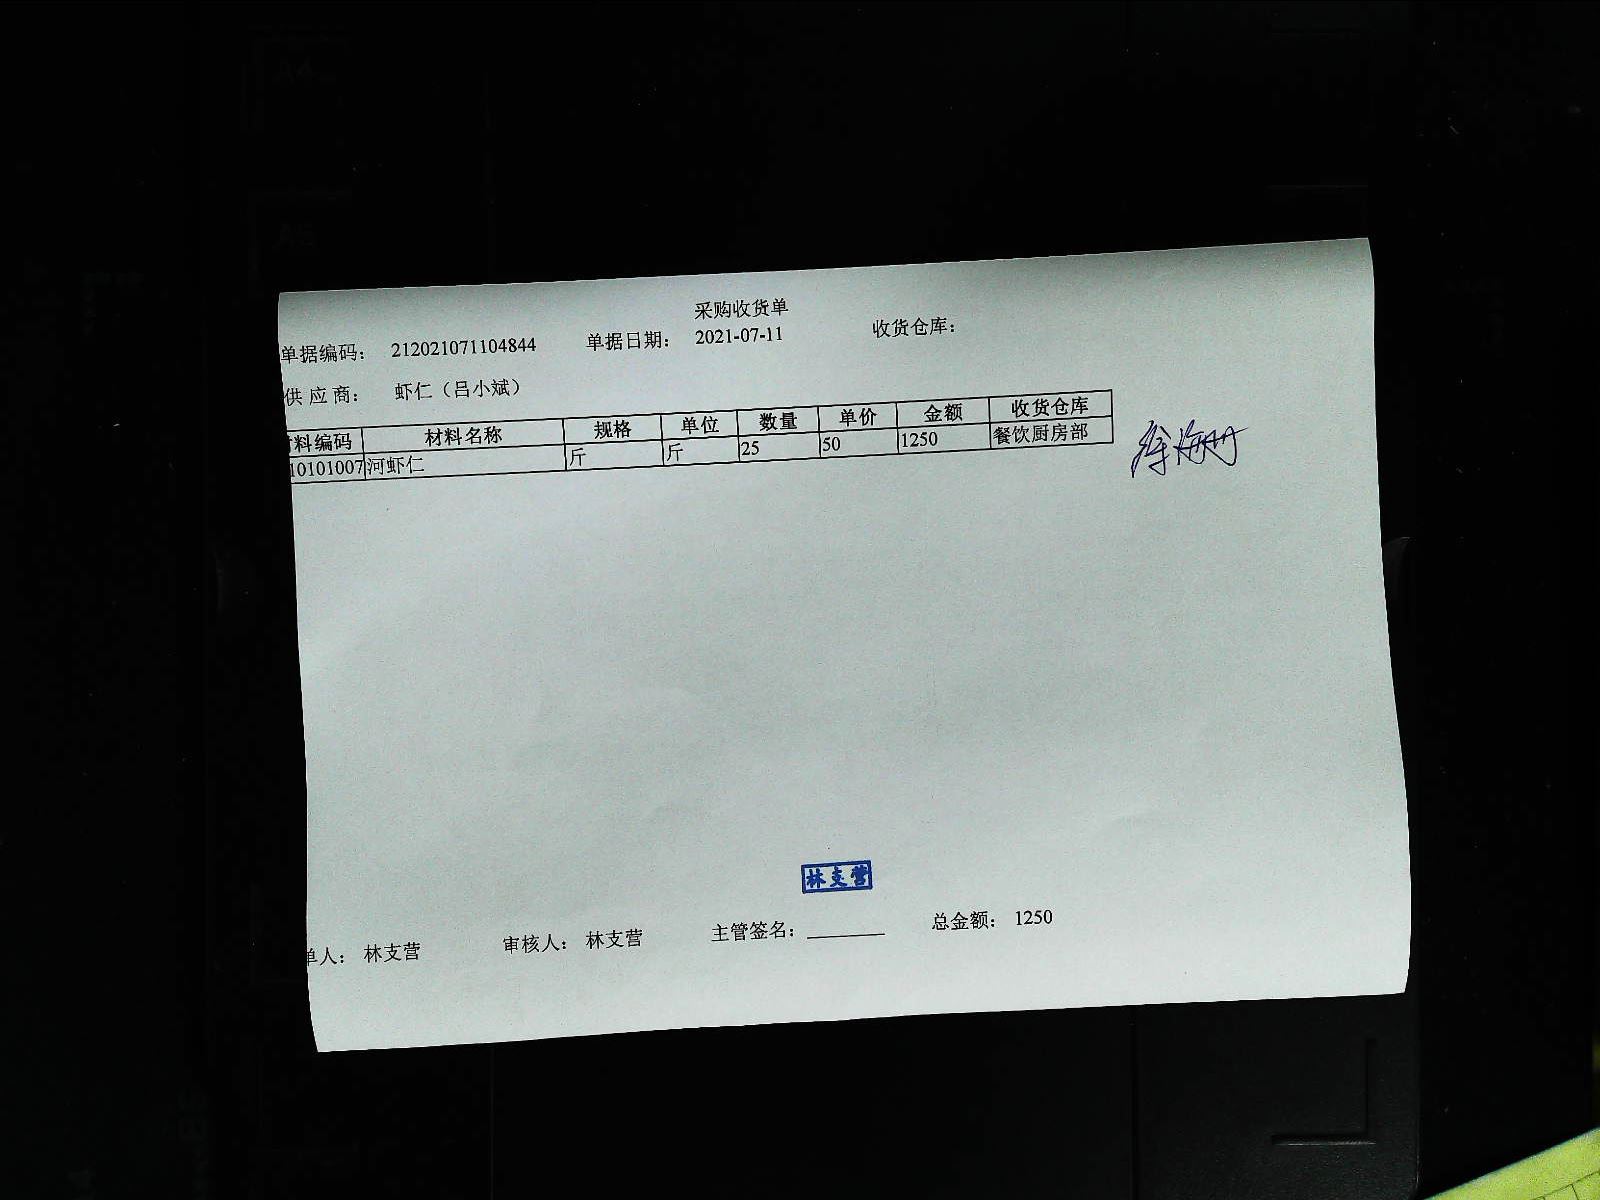 采购收货单
单据编码： 212021071104844 单据日期： 2021-07-11 收货仓库：
供 应 商： 虾仁（吕小斌）
料编码 材料名称 规格 单位 数量 单价 金额 收货仓库
10101007 河虾仁 斤 斤 25 50 1250 餐饮厨房部
林支营
单人： 林支营 审核人： 林支营 主管签名： 总金额： 1250